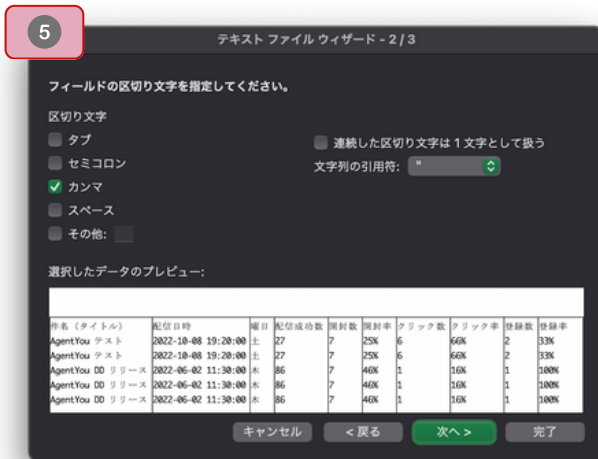 5
テキスト ファイル ウィザード - 2 / 3
フィールドの区切り文字を指定してください。
区切り文字
タブ
連続した区切り文字は 1 文字として扱う
セミコロン
文字列の引用符: "
カンマ
スペース
その他:
選択したデータのプレビュー:
件名 (タイトル) 配信日時 曜日 配信成功数 開封数 開封率 クリック数 クリック率 登録数 登録率
AgentYou テスト 2022-10-08 19:20:00 土 27 7 25% 6 66% 2 33%
AgentYou テスト 2022-10-08 19:20:00 土 27 7 25% 6 66% 2 33%
AgentYou DD リリース 2022-06-02 11:30:00 木 86 7 46% 1 16% 1 100%
AgentYou DD リリース 2022-06-02 11:30:00 木 86 7 46% 1 16% 1 100%
AgentYou DD リリース 2022-06-02 11:30:00 木 86 7 46% 1 16% 1 100%
キャンセル < 戻る 次へ > 完了